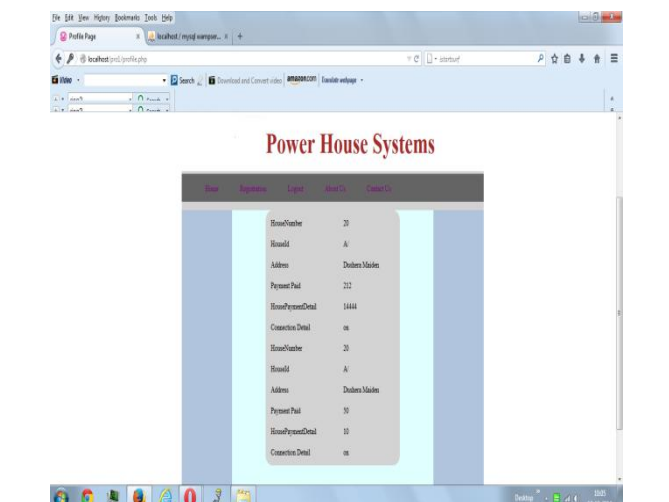 File Edit View History Bookmarks Tools Help
Profile Page × localhost / mysql wampser... × +
localhost/pro1/profile.php
Video Search Download and Convert video amazon.com Translate webpage
Power House Systems
Home Registration Logout About Us Contact Us
HouseNumber 20
HouseId A/
Address Dushera Maiden
Payment Paid 212
HousePaymentDetail 14444
Connection Detail on
HouseNumber 20
HouseId A/
Address Dushera Maiden
Payment Paid 50
HousePaymentDetail 10
Connection Detail on
Desktop